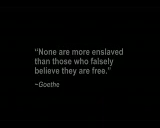 “None are more enslaved
than those who falsely
believe they are free.”
~Goethe